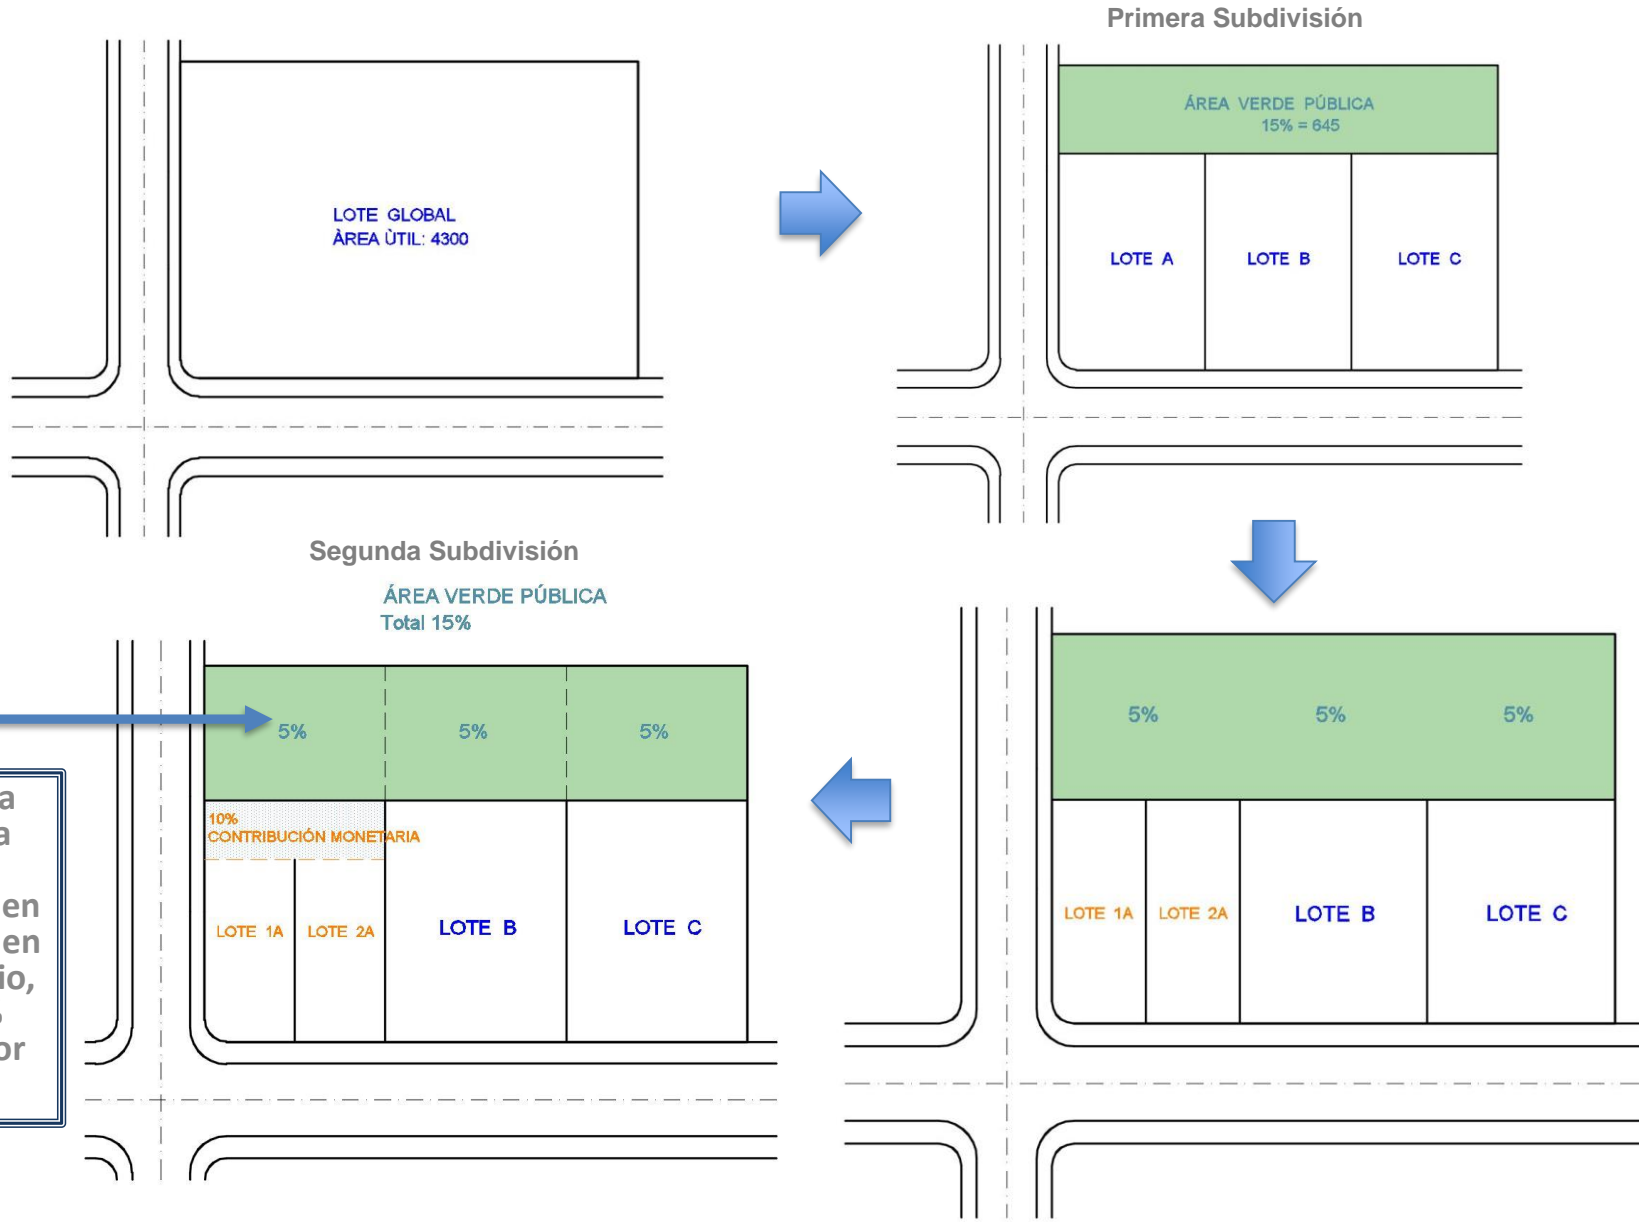 Primera Subdivisión
LOTE GLOBAL
ÀREA ÙTIL: 4300
ÁREA VERDE PÚBLICA
15% = 645
LOTE A
LOTE B
LOTE C
Segunda Subdivisión
ÁREA VERDE PÚBLICA
Total 15%
5%
5%
5%
10%
CONTRIBUCIÓN MONETARIA
LOTE 1A
LOTE 2A
LOTE B
LOTE C
5%
5%
5%
LOTE 1A
LOTE 2A
LOTE B
LOTE C
a
a
en
en